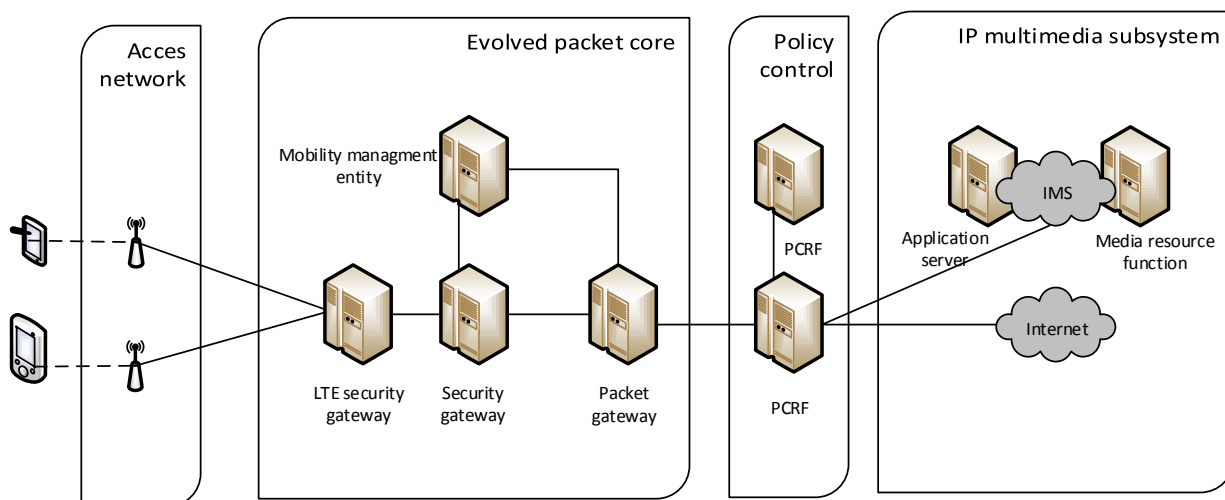 Acces
network
Evolved packet core
Policy
control
IP multimedia subsystem
Mobility managment
entity
IMS
PCRF
Application
server
Media resource
function
Internet
LTE security
gateway
Security
gateway
Packet
gateway
PCRF